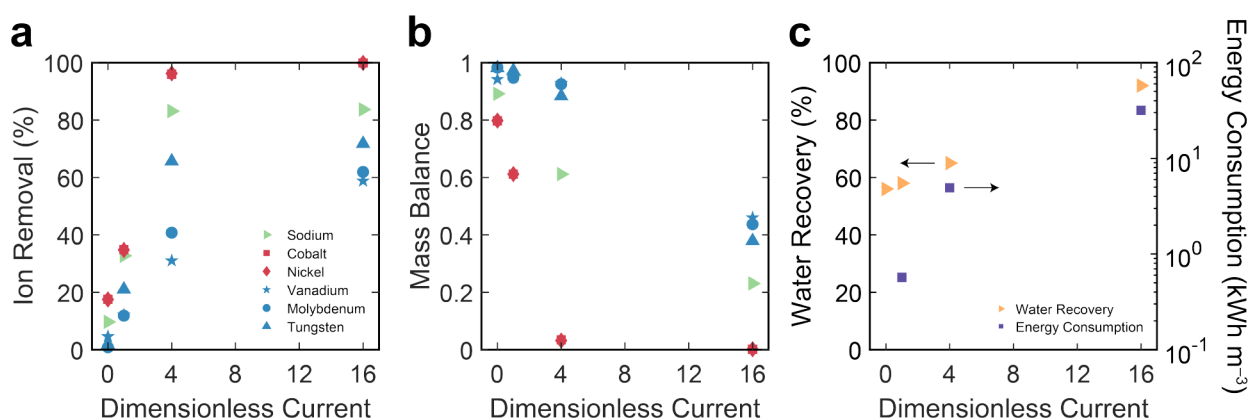 a
Ion Removal (%)
100
80
60
40
20
0
0 4 8 12 16
Dimensionless Current
Sodium
Cobalt
Nickel
Vanadium
Molybdenum
Tungsten
b
Mass Balance
1
0.8
0.6
0.4
0.2
0
0 4 8 12 16
Dimensionless Current
c
Water Recovery (%)
100
80
60
40
20
0
0 4 8 12 16
Dimensionless Current
Water Recovery
Energy Consumption
10²
10¹
10⁰
10⁻¹
Energy Consumption (kWh m⁻³)